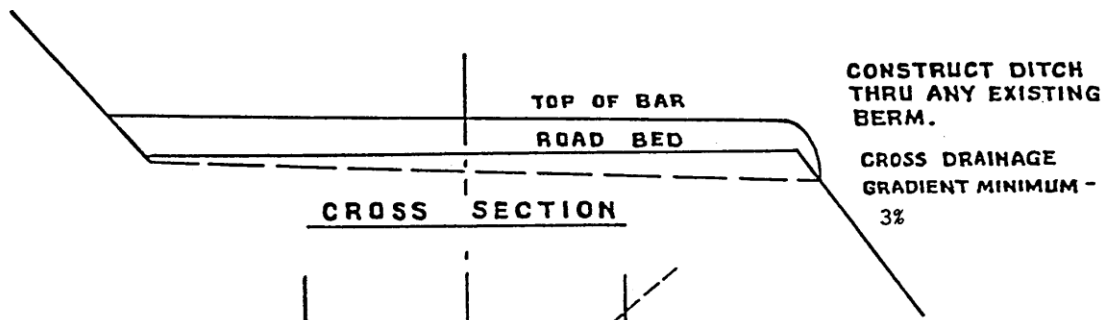 TOP OF BAR
ROAD BED
CROSS SECTION
CONSTRUCT DITCH
THRU ANY EXISTING
BERM.
CROSS DRAINAGE
GRADIENT MINIMUM -
3%